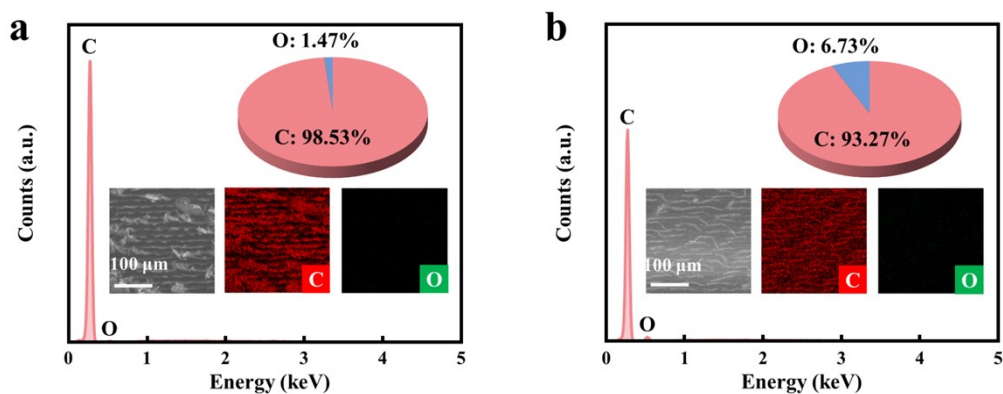 a
C
O: 1.47%
C: 98.53%
Counts (a.u.)
100 μm
C
O
O
0 1 2 3 4 5
Energy (keV)
b
O: 6.73%
C
C: 93.27%
Counts (a.u.)
100 μm
C
O
O
0 1 2 3 4 5
Energy (keV)